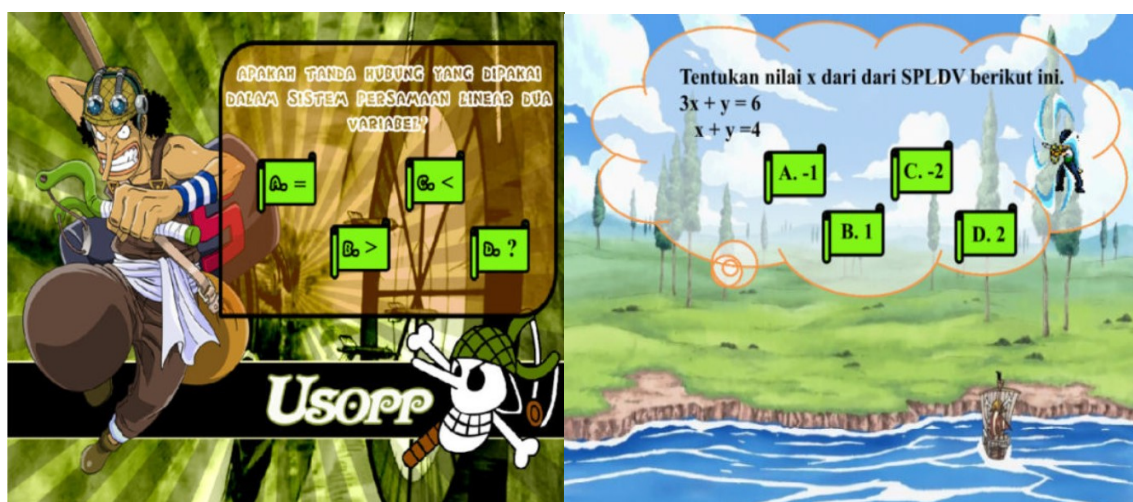 APAKAH TANDA HUBUNG YANG DIPAKAI
DALAM SISTEM PERSAMAAN LINEAR DUA
VARIABEL?
A. =
C. <
B. >
D. ?
USOPP
Tentukan nilai x dari dari SPLDV berikut ini.
3x + y = 6
x + y =4
A. -1
C. -2
B. 1
D. 2